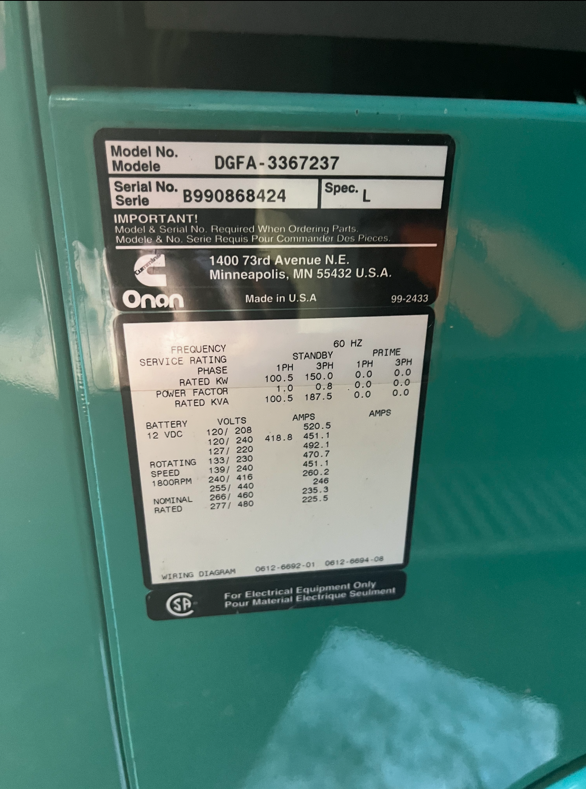 Model No. DGFA-3367237
Modele
Serial No. B990868424 Spec. L
Serie
IMPORTANT!
Model & Serial No. Required When Ordering Parts.
Modele & No. Serie Requis Pour Commander Des Pieces.
Cummins
Onan
1400 73rd Avenue N.E.
Minneapolis, MN 55432 U.S.A.
Made in U.S.A 99-2433
FREQUENCY 60 HZ
SERVICE RATING STANDBY PRIME
PHASE 1PH 3PH 1PH 3PH
RATED KW 100.5 150.0 0.0 0.0
POWER FACTOR 1.0 0.8 0.0 0.0
RATED KVA 100.5 187.5 0.0 0.0
BATTERY VOLTS AMPS AMPS
12 VDC 120/ 208 520.5
120/ 240 418.8 451.1
127/ 220 492.1
ROTATING 133/ 230 470.7
SPEED 139/ 240 451.1
1800RPM 240/ 416 260.2
255/ 440 246
NOMINAL 266/ 460 235.3
RATED 277/ 480 225.5
WIRING DIAGRAM 0612-6692-01 0612-6694-08
SA
For Electrical Equipment Only
Pour Material Electrique Seulment